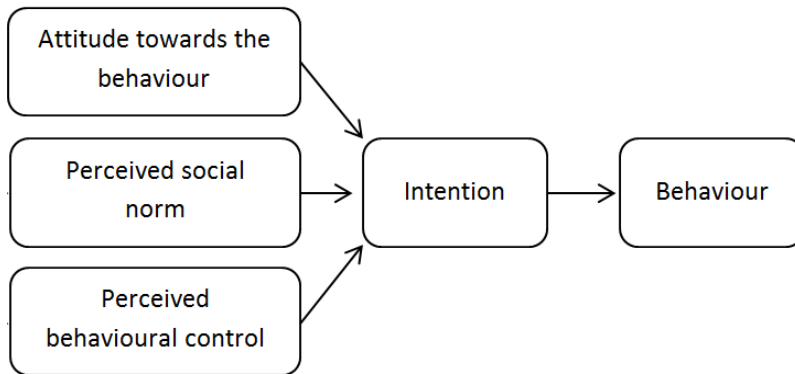 Attitude towards the
behaviour
Perceived social
norm
Intention
Behaviour
Perceived
behavioural control